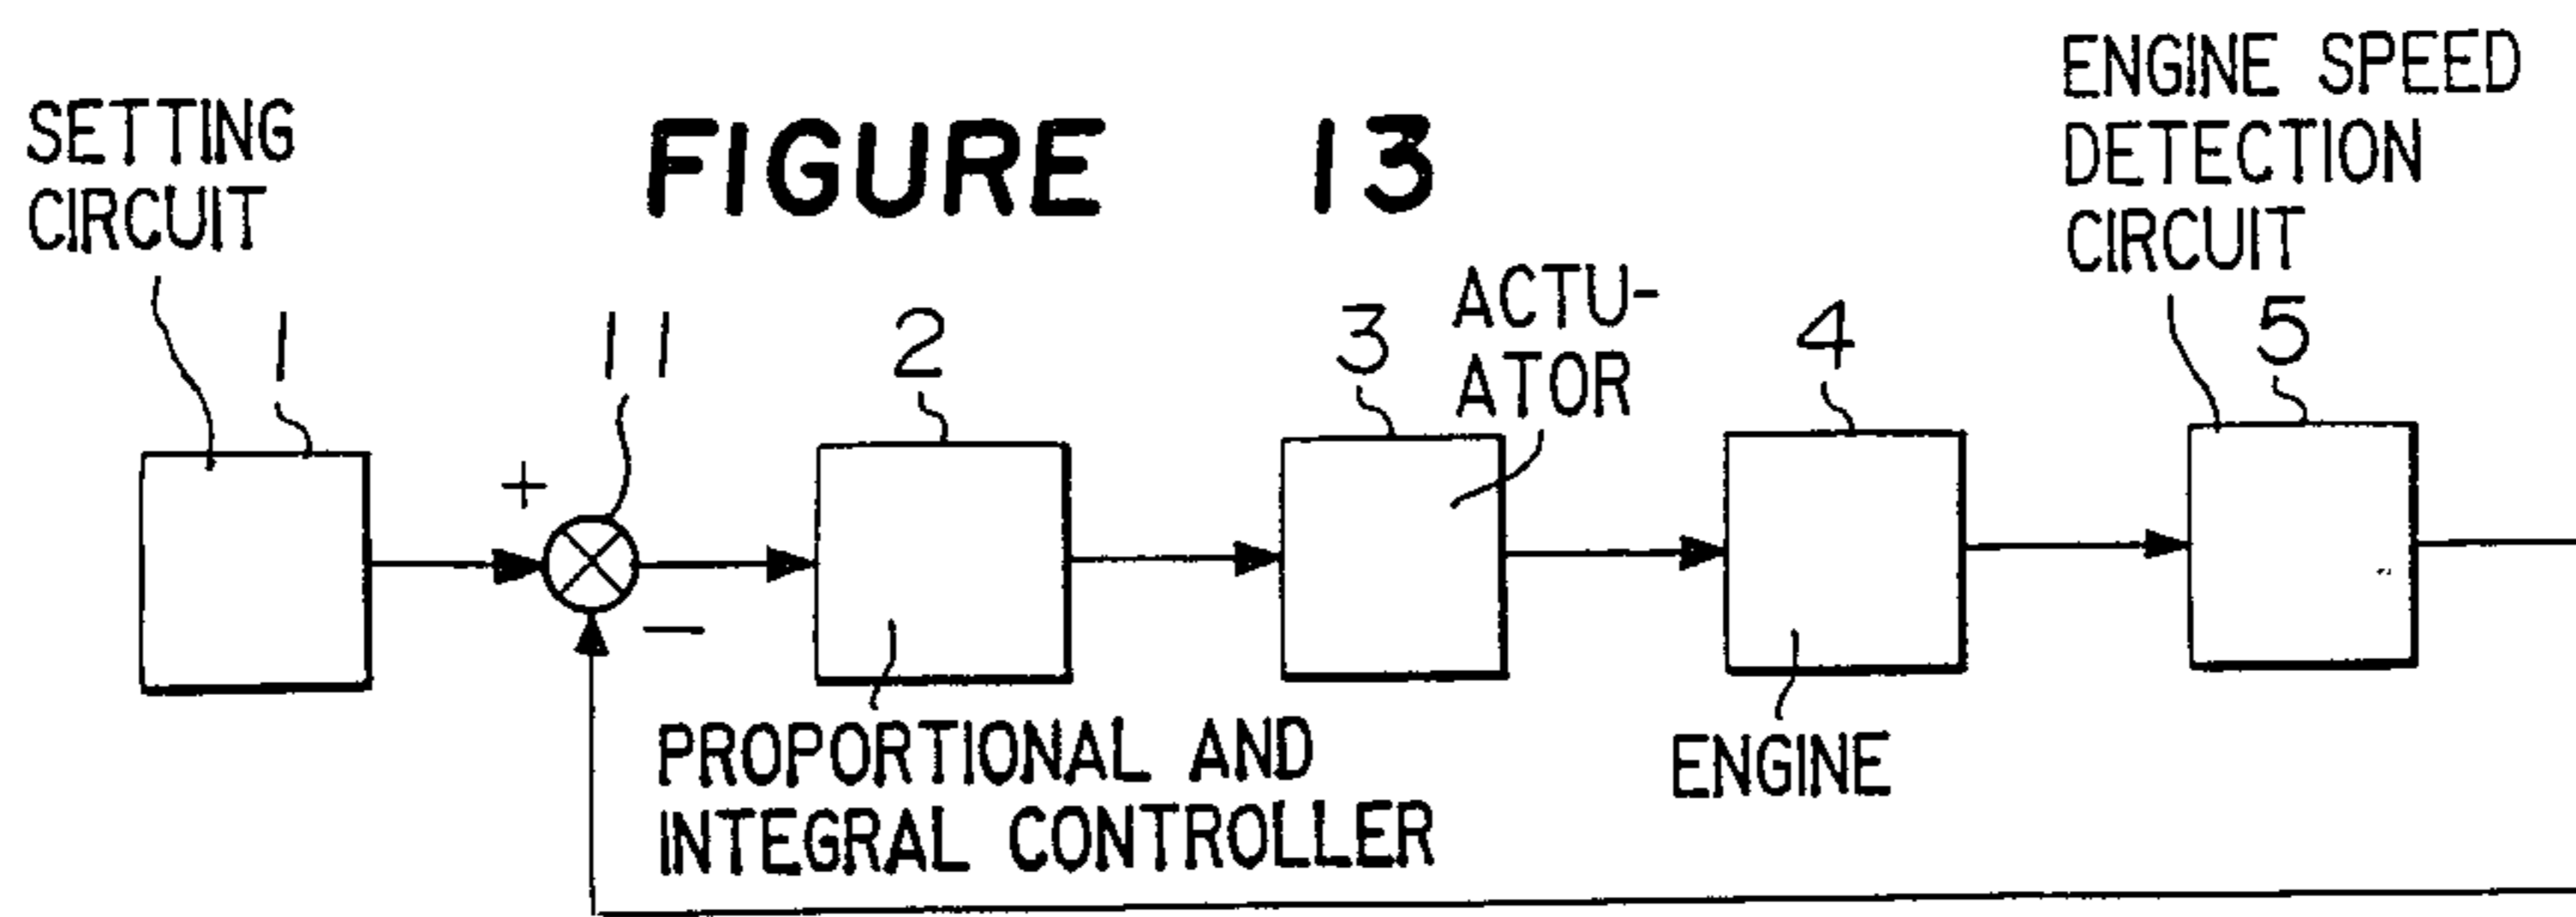 FIGURE 13
SETTING
CIRCUIT
1
11
+
−
2
PROPORTIONAL AND
INTEGRAL CONTROLLER
3
ACTU-
ATOR
4
ENGINE
ENGINE SPEED
DETECTION
CIRCUIT
5